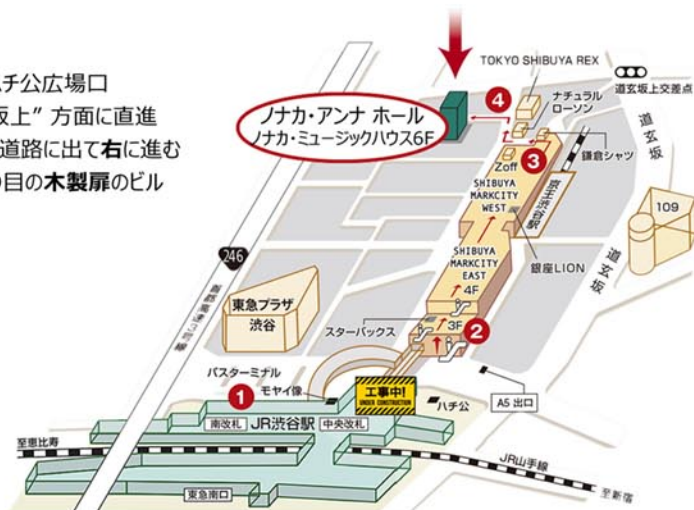 チ公広場口
坂上” 方面に直進
道路に出て右に進む
の目の木製扉のビル
TOKYO SHIBUYA REX
道玄坂上交差点
4
ナチュラル
ローソン
ノナカ・アンナ ホール
ノナカ・ミュージックハウス6F
道玄坂
3
鎌倉シャツ
Zoff
SHIBUYA
MARKCITY
WEST
京王渋谷駅
109
246
SHIBUYA
MARKCITY
EAST
銀座LION
道玄坂
4F
東急プラザ
渋谷
スターバックス
3F
2
バスターミナル
1
モヤイ像
工事中!
UNDER CONSTRUCTION
ハチ公
A5 出口
南改札
JR渋谷駅
中央改札
至恵比寿
JR山手線
東急南口
至新宿